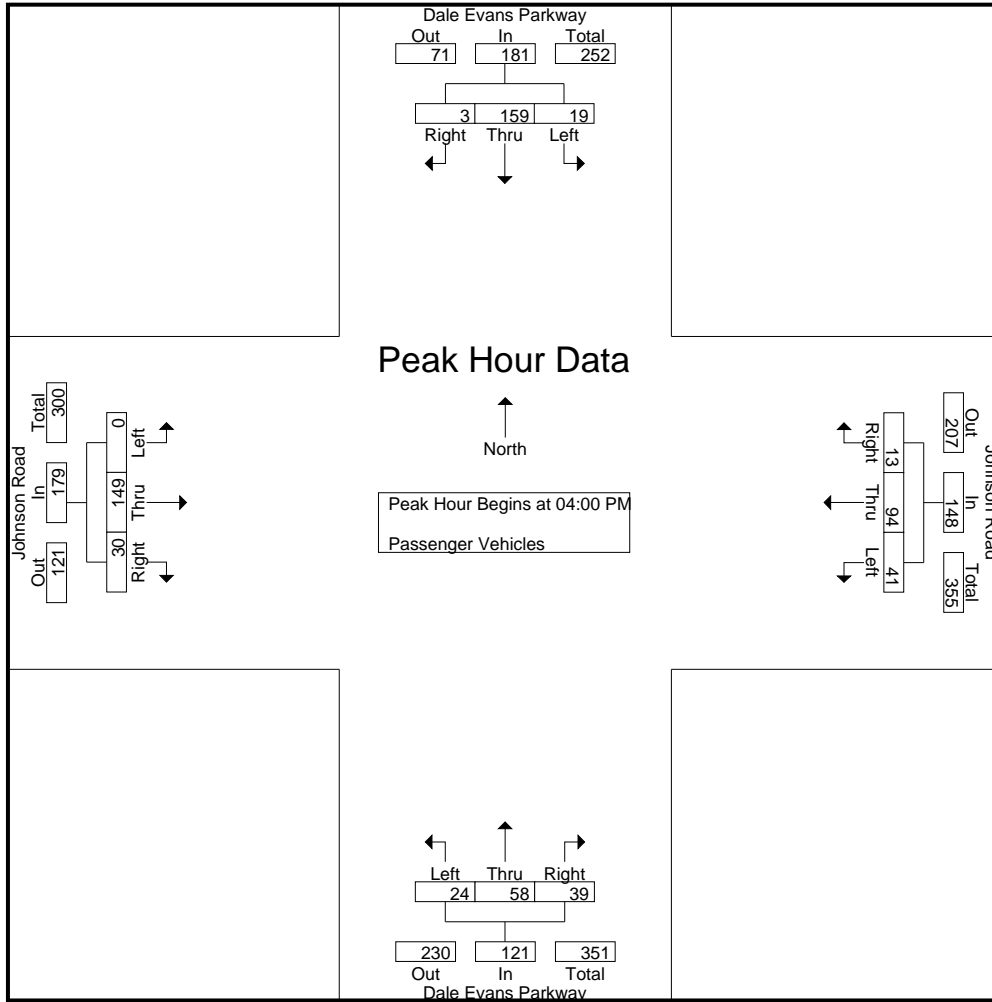 Dale Evans Parkway
Out In Total
71 181 252
3 159 19
Right Thru Left
Peak Hour Data
North
Peak Hour Begins at 04:00 PM
Passenger Vehicles
Johnson Road
Out In Total
121 179 300
30 149 0
Right Thru Left
Johnson Road
Out In Total
207 148 355
13 94 41
Right Thru Left
Left Thru Right
24 58 39
230 121 351
Out In Total
Dale Evans Parkway